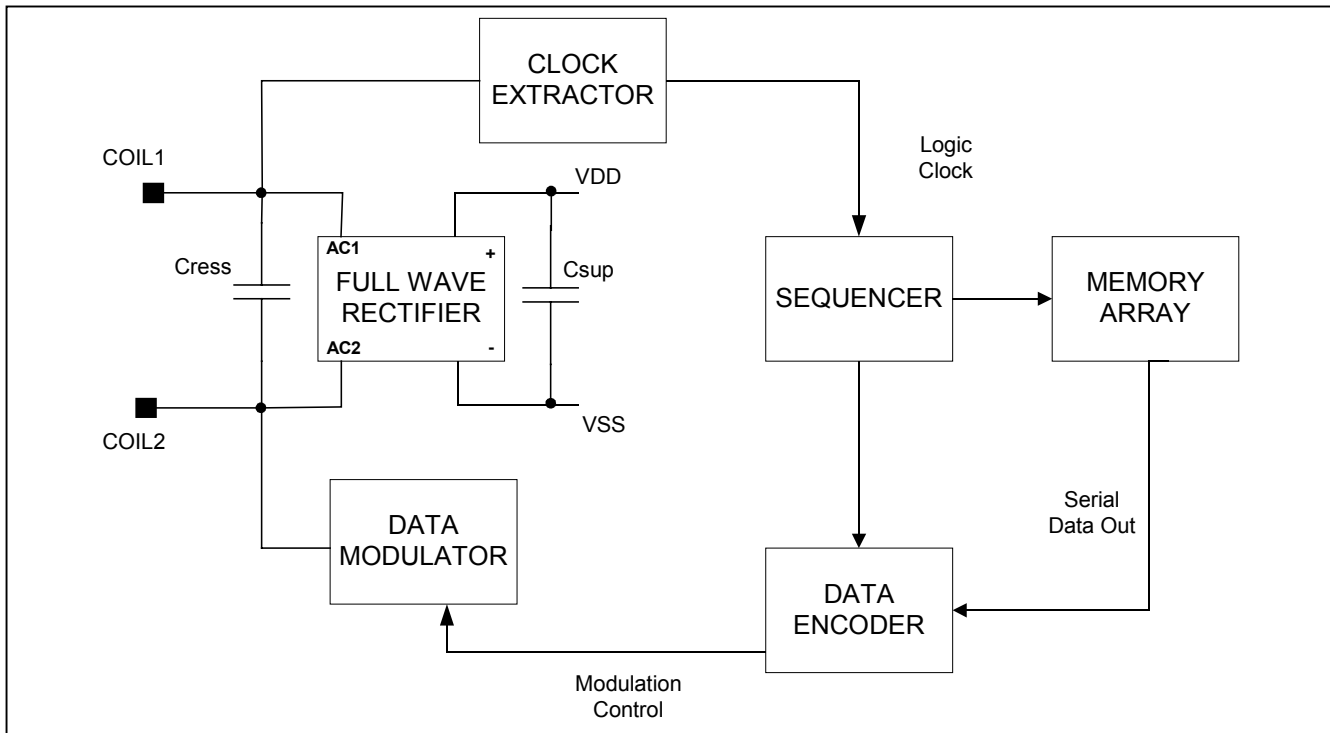 CLOCK
EXTRACTOR
Logic
Clock
COIL1
VDD
AC1
+
Cress
FULL WAVE
RECTIFIER
Csup
SEQUENCER
MEMORY
ARRAY
AC2
-
COIL2
VSS
DATA
MODULATOR
Serial
Data Out
DATA
ENCODER
Modulation
Control